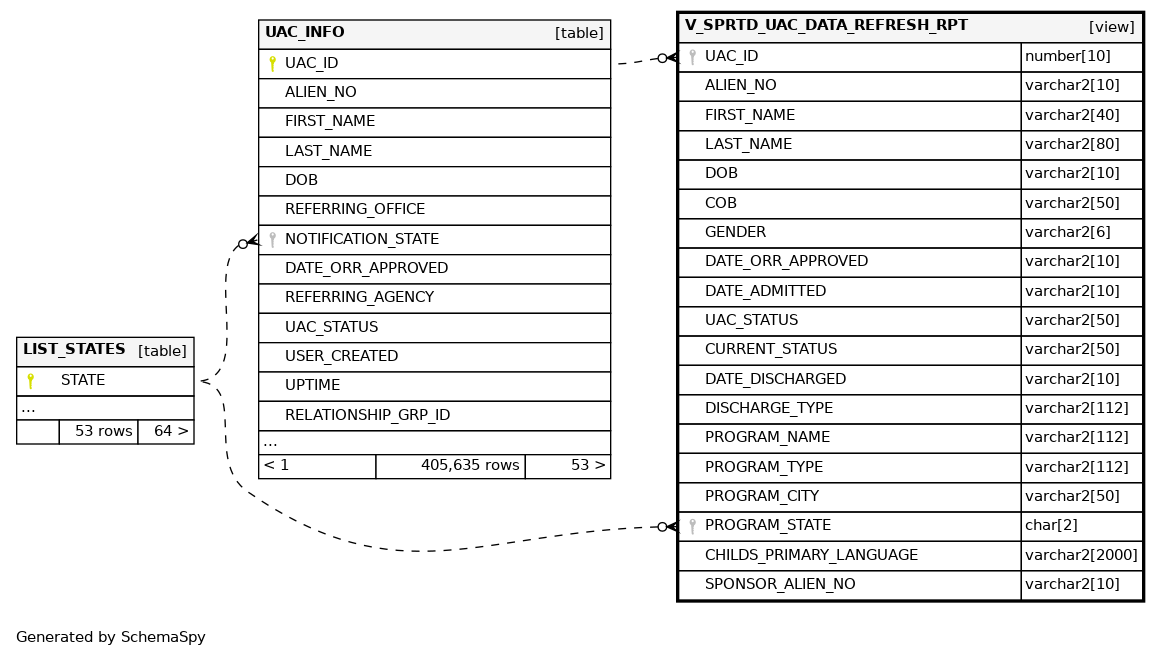 UAC_INFO [table]
UAC_ID
ALIEN_NO
FIRST_NAME
LAST_NAME
DOB
REFERRING_OFFICE
NOTIFICATION_STATE
DATE_ORR_APPROVED
REFERRING_AGENCY
UAC_STATUS
USER_CREATED
UPTIME
RELATIONSHIP_GRP_ID
...
< 1 405,635 rows 53 >
LIST_STATES [table]
STATE
...
53 rows 64 >
V_SPRTD_UAC_DATA_REFRESH_RPT [view]
UAC_ID number[10]
ALIEN_NO varchar2[10]
FIRST_NAME varchar2[40]
LAST_NAME varchar2[80]
DOB varchar2[10]
COB varchar2[50]
GENDER varchar2[6]
DATE_ORR_APPROVED varchar2[10]
DATE_ADMITTED varchar2[10]
UAC_STATUS varchar2[50]
CURRENT_STATUS varchar2[50]
DATE_DISCHARGED varchar2[10]
DISCHARGE_TYPE varchar2[112]
PROGRAM_NAME varchar2[112]
PROGRAM_TYPE varchar2[112]
PROGRAM_CITY varchar2[50]
PROGRAM_STATE char[2]
CHILDS_PRIMARY_LANGUAGE varchar2[2000]
SPONSOR_ALIEN_NO varchar2[10]
Generated by SchemaSpy